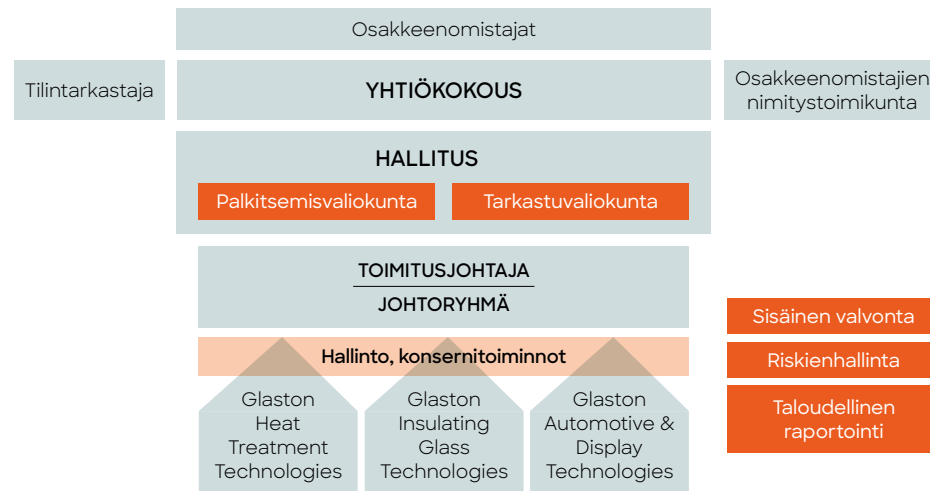 Osakkeenomistajat
Tilintarkastaja
YHTIÖKOKOUS
Osakkeenomistajien
nimitystoimikunta
HALLITUS
Palkitsemisvaliokunta
Tarkastuvaliokunta
TOIMITUSJOHTAJA
JOHTORYHMÄ
Hallinto, konsernitoiminnot
Glaston
Heat
Treatment
Technologies
Glaston
Insulating
Glass
Technologies
Glaston
Automotive &
Display
Technologies
Sisäinen valvonta
Riskienhallinta
Taloudellinen
raportointi